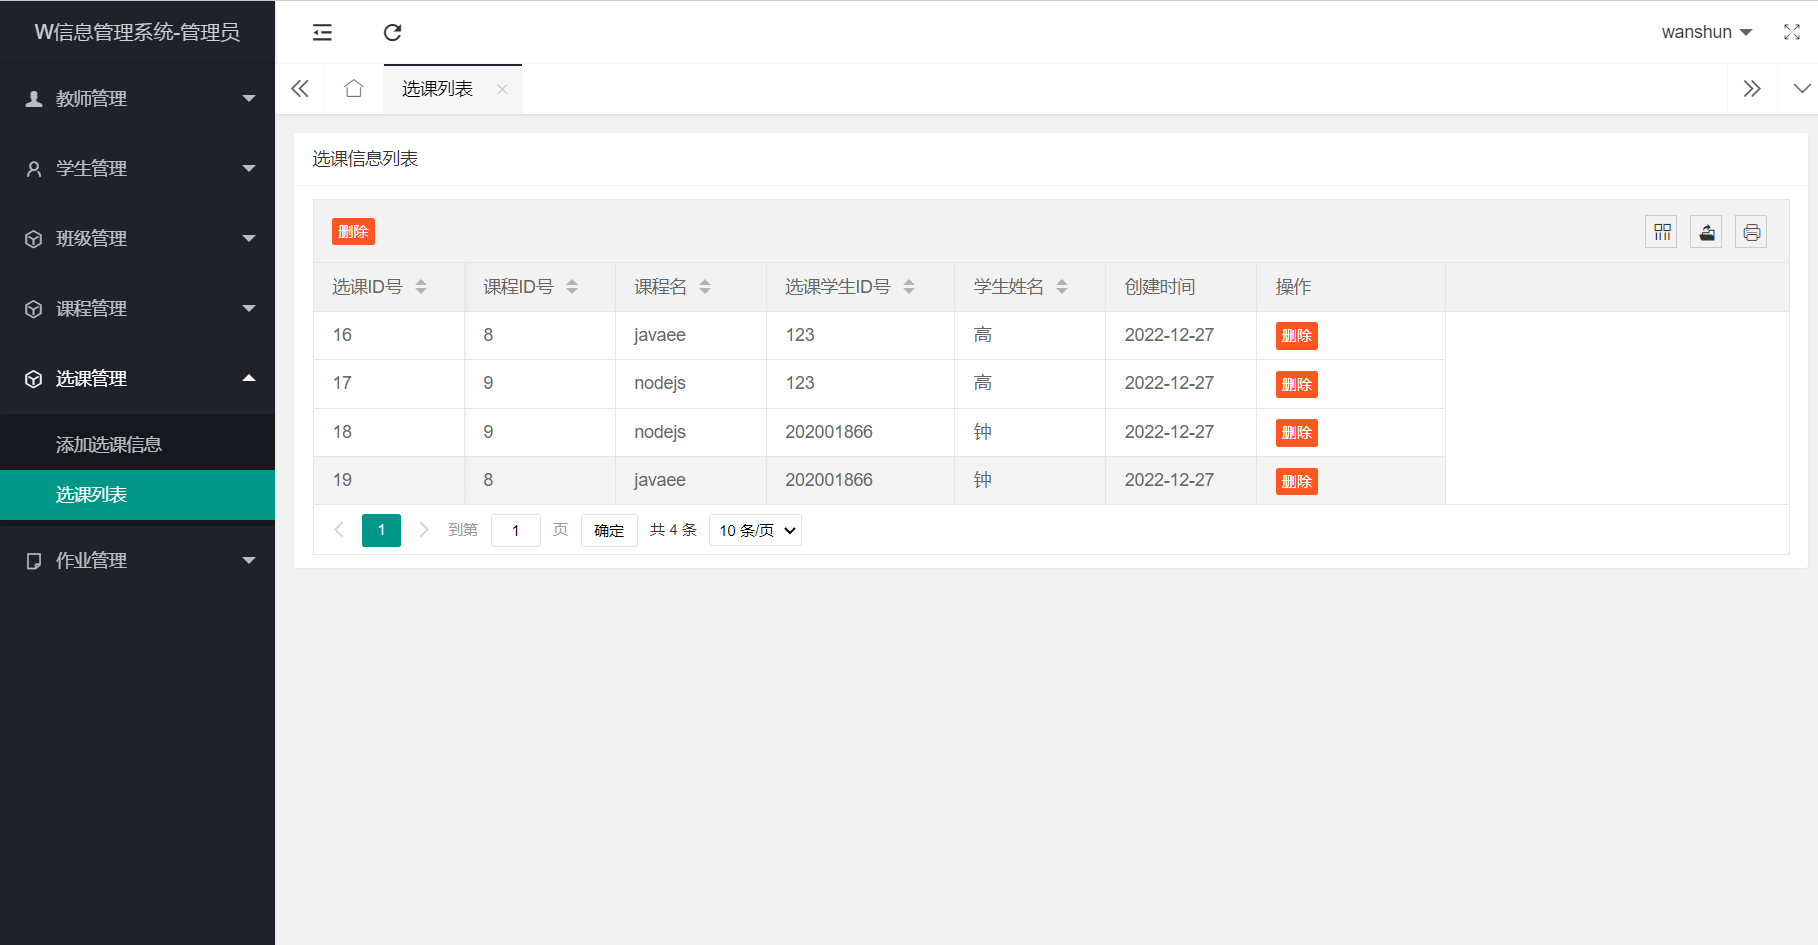 W信息管理系统-管理员
wanshun
教师管理
学生管理
班级管理
课程管理
选课管理
添加选课信息
选课列表
作业管理
选课列表
选课信息列表
删除
选课ID号 课程ID号 课程名 选课学生ID号 学生姓名 创建时间 操作
16 8 javaee 123 高 2022-12-27 删除
17 9 nodejs 123 高 2022-12-27 删除
18 9 nodejs 202001866 钟 2022-12-27 删除
19 8 javaee 202001866 钟 2022-12-27 删除
1 到第 1 页 确定 共 4 条 10 条/页